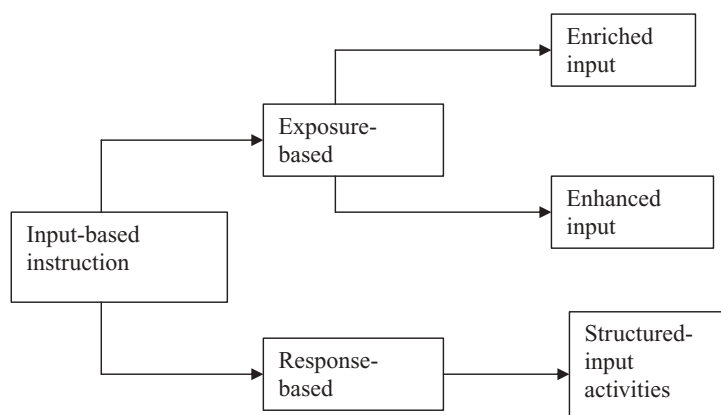 Enriched
input
Exposure-
based
Enhanced
input
Input-based
instruction
Structured-
input
activities
Response-
based